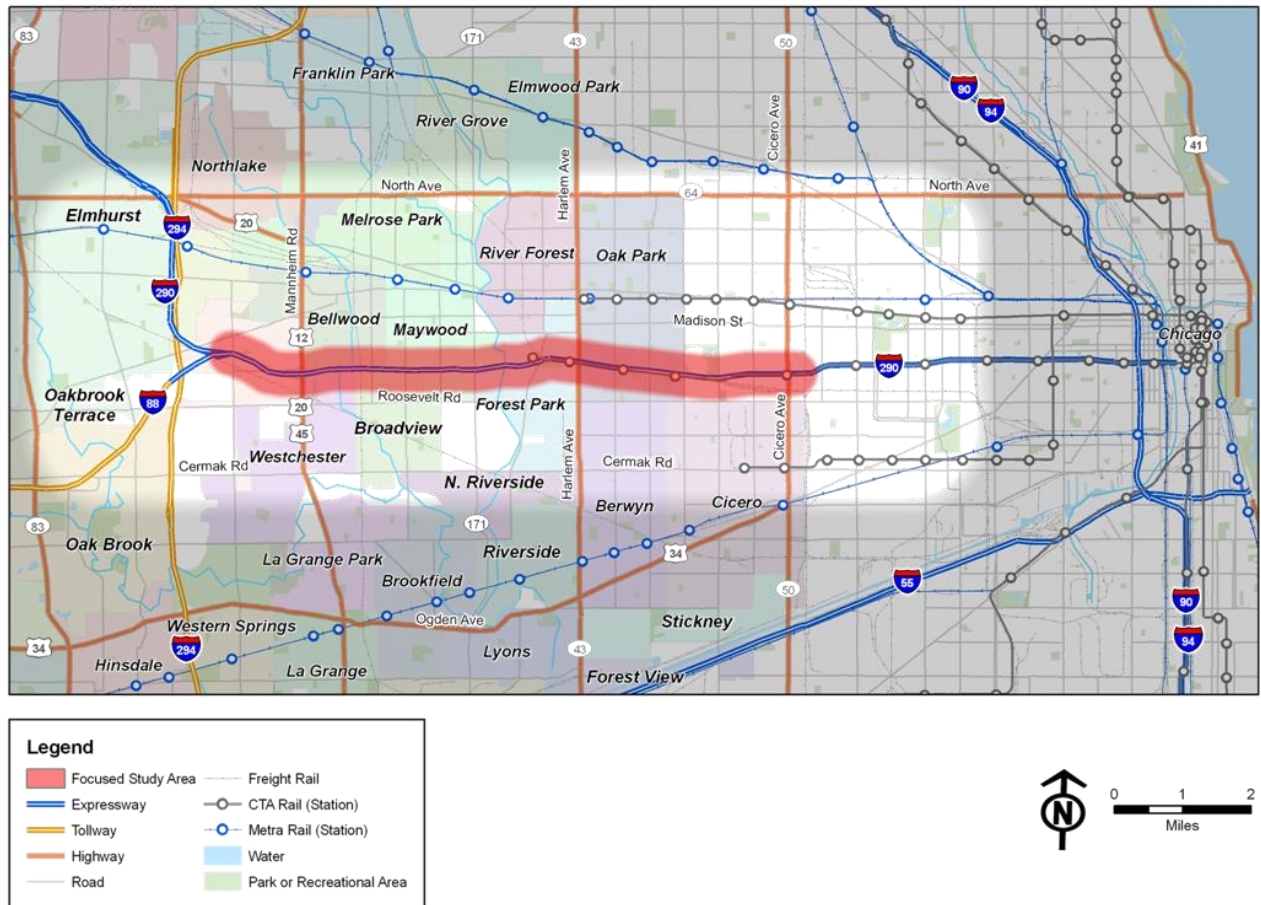 83
171
43
50
Franklin Park
Elmwood Park
90
94
River Grove
Cicero Ave
41
Northlake
Harlem Ave
North Ave
64
North Ave
Elmhurst
20
Melrose Park
294
Mannheim Rd
River Forest
Oak Park
290
Bellwood
Maywood
Madison St
12
Chicago
290
Oakbrook
Terrace
88
Roosevelt Rd
Forest Park
20
45
Broadview
Harlem Ave
Cicero Ave
Westchester
Cermak Rd
Cermak Rd
N. Riverside
Berwyn
Cicero
83
171
Oak Brook
La Grange Park
Riverside
34
Brookfield
55
50
90
Ogden Ave
Western Springs
Stickney
34
294
Lyons
43
94
Hinsdale
La Grange
Forest View
Legend
Focused Study Area
Freight Rail
Expressway
CTA Rail (Station)
Tollway
Metra Rail (Station)
Highway
Water
Road
Park or Recreational Area
N
0 1 2
Miles